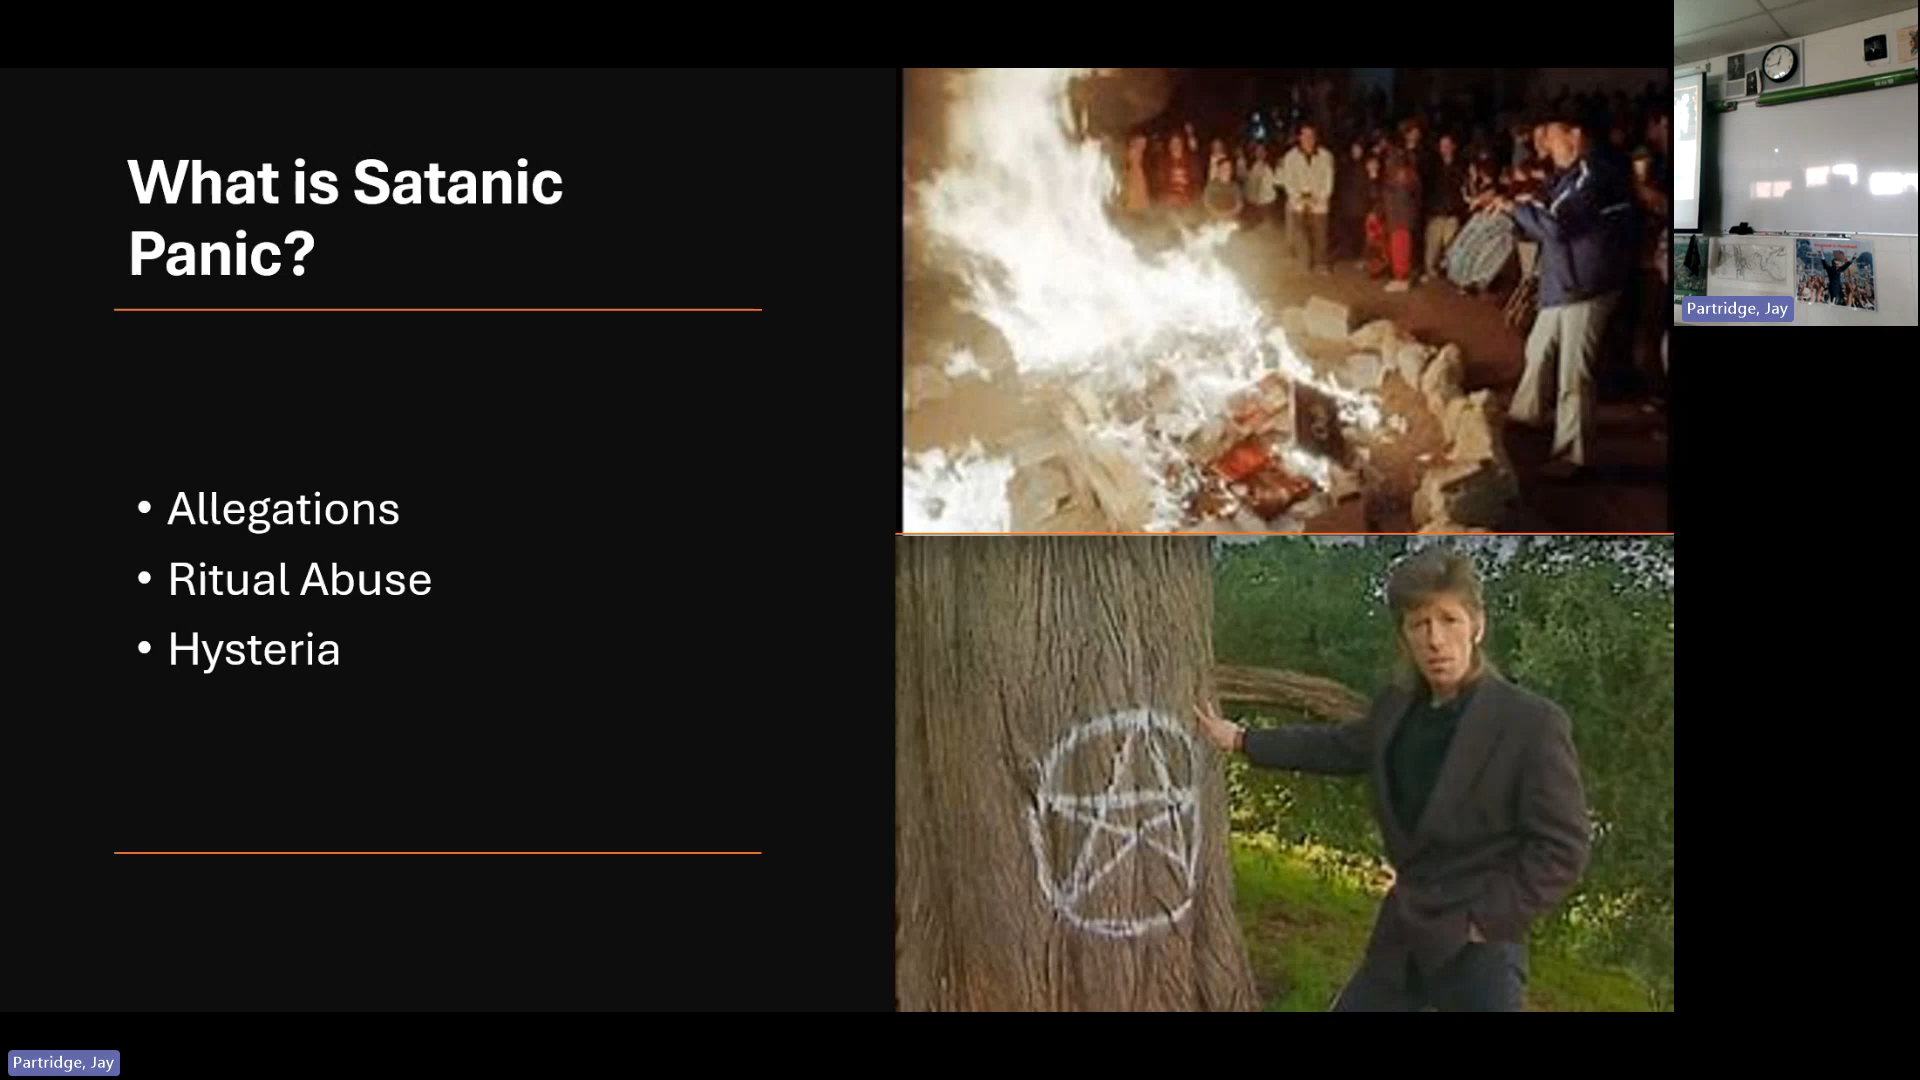 What is Satanic
Panic?
• Allegations
• Ritual Abuse
• Hysteria
Partridge, Jay
Partridge, Jay